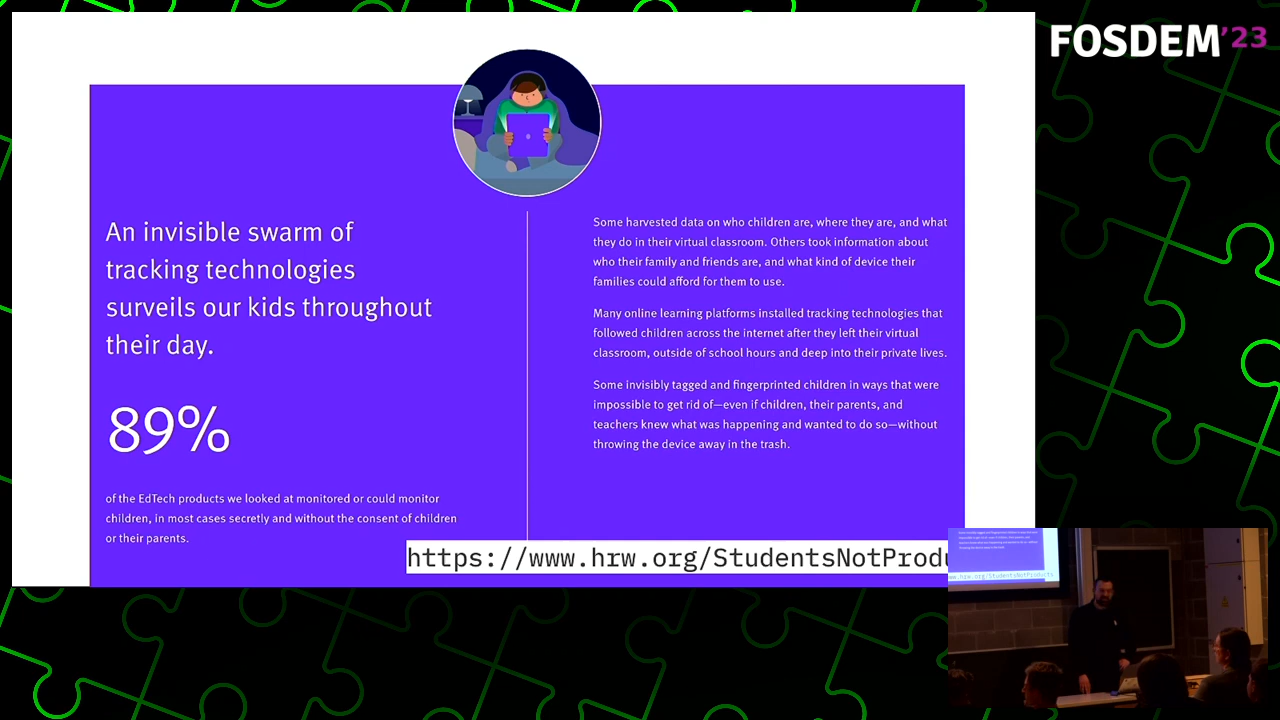 FOSDEM'23
An invisible swarm of
tracking technologies
surveils our kids throughout
their day.
89%
of the EdTech products we looked at monitored or could monitor
children, in most cases secretly and without the consent of children
or their parents.
Some harvested data on who children are, where they are, and what
they do in their virtual classroom. Others took information about
who their family and friends are, and what kind of device their
families could afford for them to use.
Many online learning platforms installed tracking technologies that
followed children across the internet after they left their virtual
classroom, outside of school hours and deep into their private lives.
Some invisibly tagged and fingerprinted children in ways that were
impossible to get rid of—even if children, their parents, and
teachers knew what was happening and wanted to do so—without
throwing the device away in the trash.
https://www.hrw.org/StudentsNotProdu
www.hrw.org/StudentsNotProducts